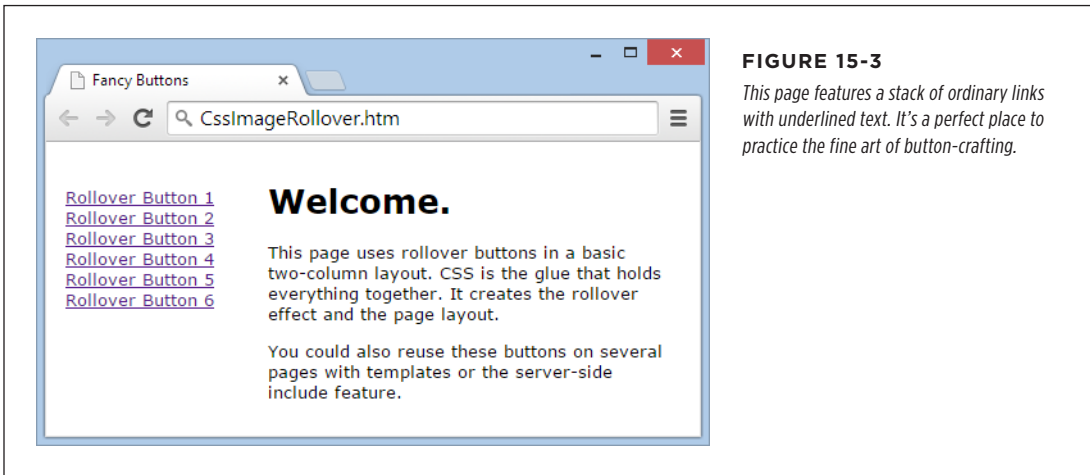 Fancy Buttons
CssImageRollover.htm
Rollover Button 1
Rollover Button 2
Rollover Button 3
Rollover Button 4
Rollover Button 5
Rollover Button 6
Welcome.
This page uses rollover buttons in a basic
two-column layout. CSS is the glue that holds
everything together. It creates the rollover
effect and the page layout.
You could also reuse these buttons on several
pages with templates or the server-side
include feature.
FIGURE 15-3
This page features a stack of ordinary links
with underlined text. It’s a perfect place to
practice the fine art of button-crafting.